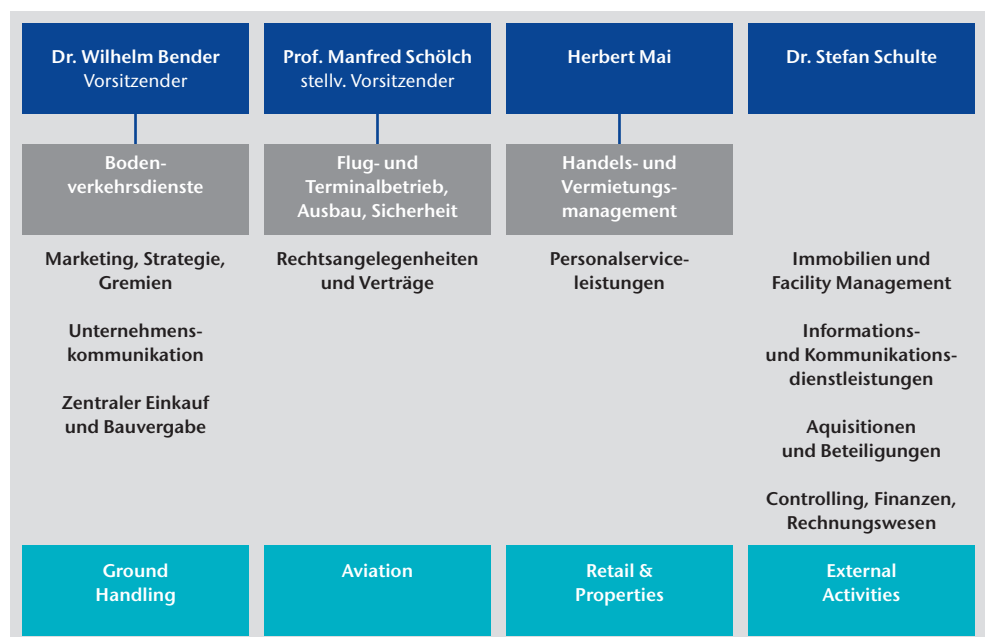 Dr. Wilhelm Bender
Vorsitzender
Prof. Manfred Schölch
stellv. Vorsitzender
Herbert Mai
Dr. Stefan Schulte
Boden-
verkehrsdienste
Flug- und
Terminalbetrieb,
Ausbau, Sicherheit
Handels- und
Vermietungs-
management
Marketing, Strategie,
Gremien
Unternehmens-
kommunikation
Zentraler Einkauf
und Bauvergabe
Rechtsangelegenheiten
und Verträge
Personalservice-
leistungen
Immobilien und
Facility Management
Informations-
und Kommunikations-
dienstleistungen
Aquisitionen
und Beteiligungen
Controlling, Finanzen,
Rechnungswesen
Ground
Handling
Aviation
Retail &
Properties
External
Activities